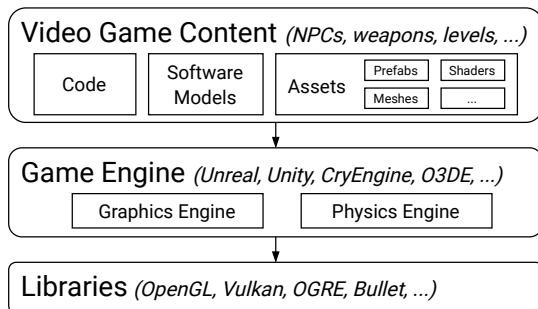 Video Game Content (NPCs, weapons, levels, ...)
Code
Software
Models
Assets
Prefabs
Shaders
Meshes
...
Game Engine (Unreal, Unity, CryEngine, O3DE, ...)
Graphics Engine
Physics Engine
Libraries (OpenGL, Vulkan, OGRE, Bullet, ...)